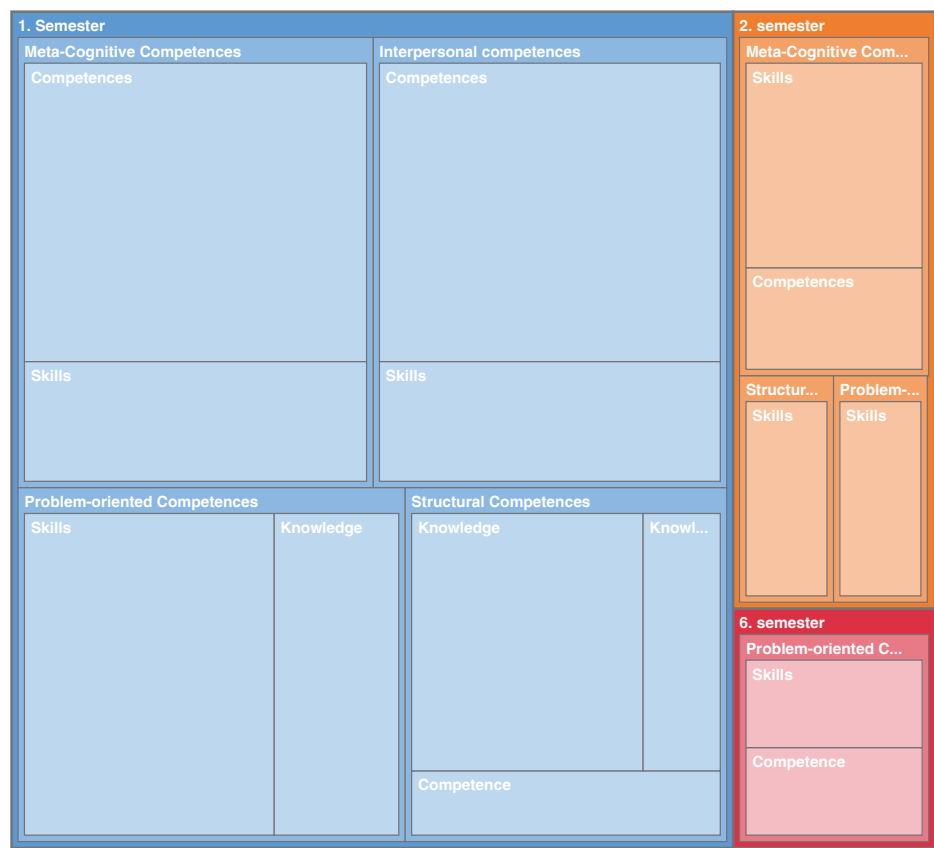 1. Semester
Meta-Cognitive Competences
Competences
Skills
Interpersonal competences
Competences
Skills
Problem-oriented Competences
Skills
Knowledge
Structural Competences
Knowledge
Knowl...
Competence
2. semester
Meta-Cognitive Com...
Skills
Competences
Structur...
Skills
Problem-...
Skills
6. semester
Problem-oriented C...
Skills
Competence